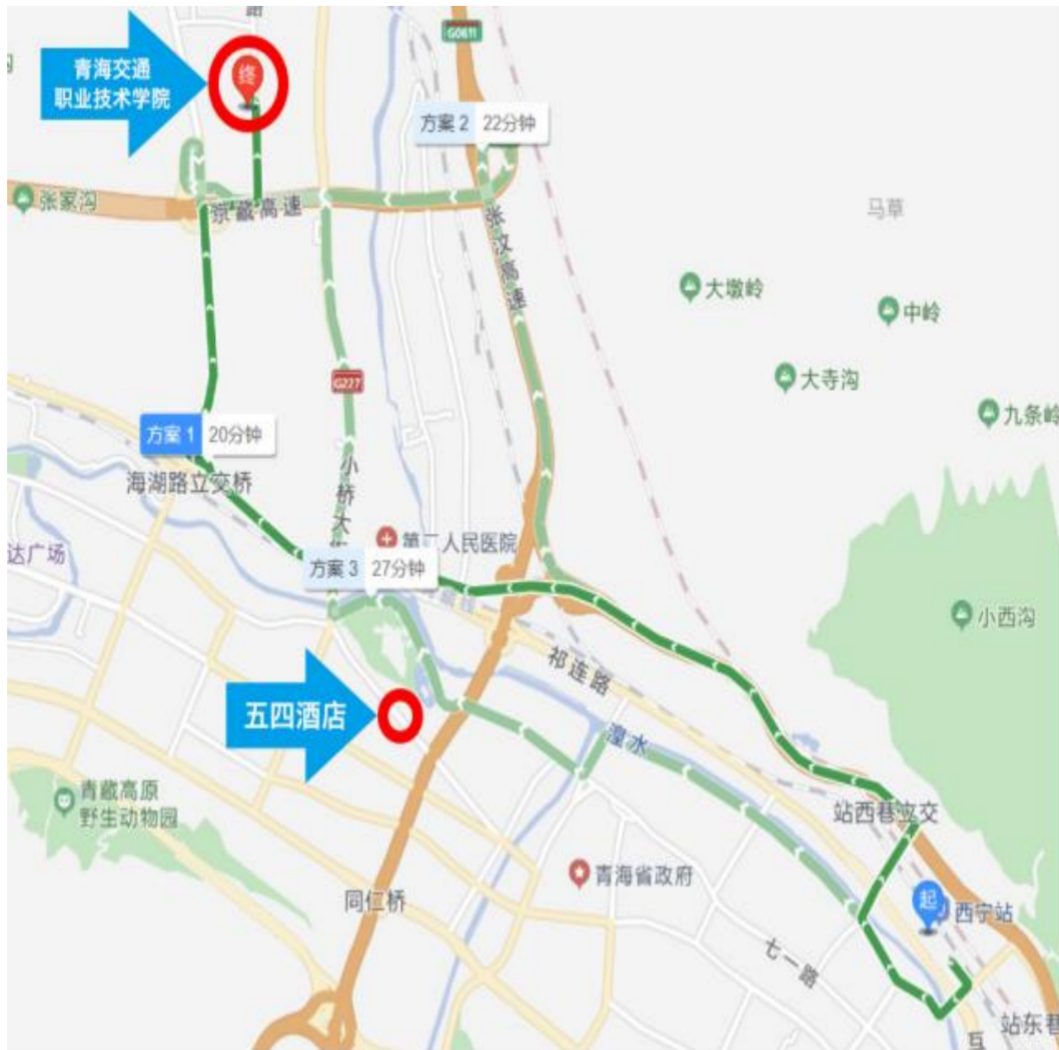 路
G0611
青海交通
职业技术学院
终
方案 2 22分钟
沟
张家沟
京藏高速
张汶高速
马草
大墩岭
中岭
大寺沟
九条岭
G227
方案 1 20分钟
海湖路立交桥
小桥大
第二人民医院
达广场
方案 3 27分钟
小西沟
祁连路
五四酒店
湟水
青藏高原
野生动物园
站西巷立交
青海省政府
同仁桥
起
西宁站
七一路
站东巷
互